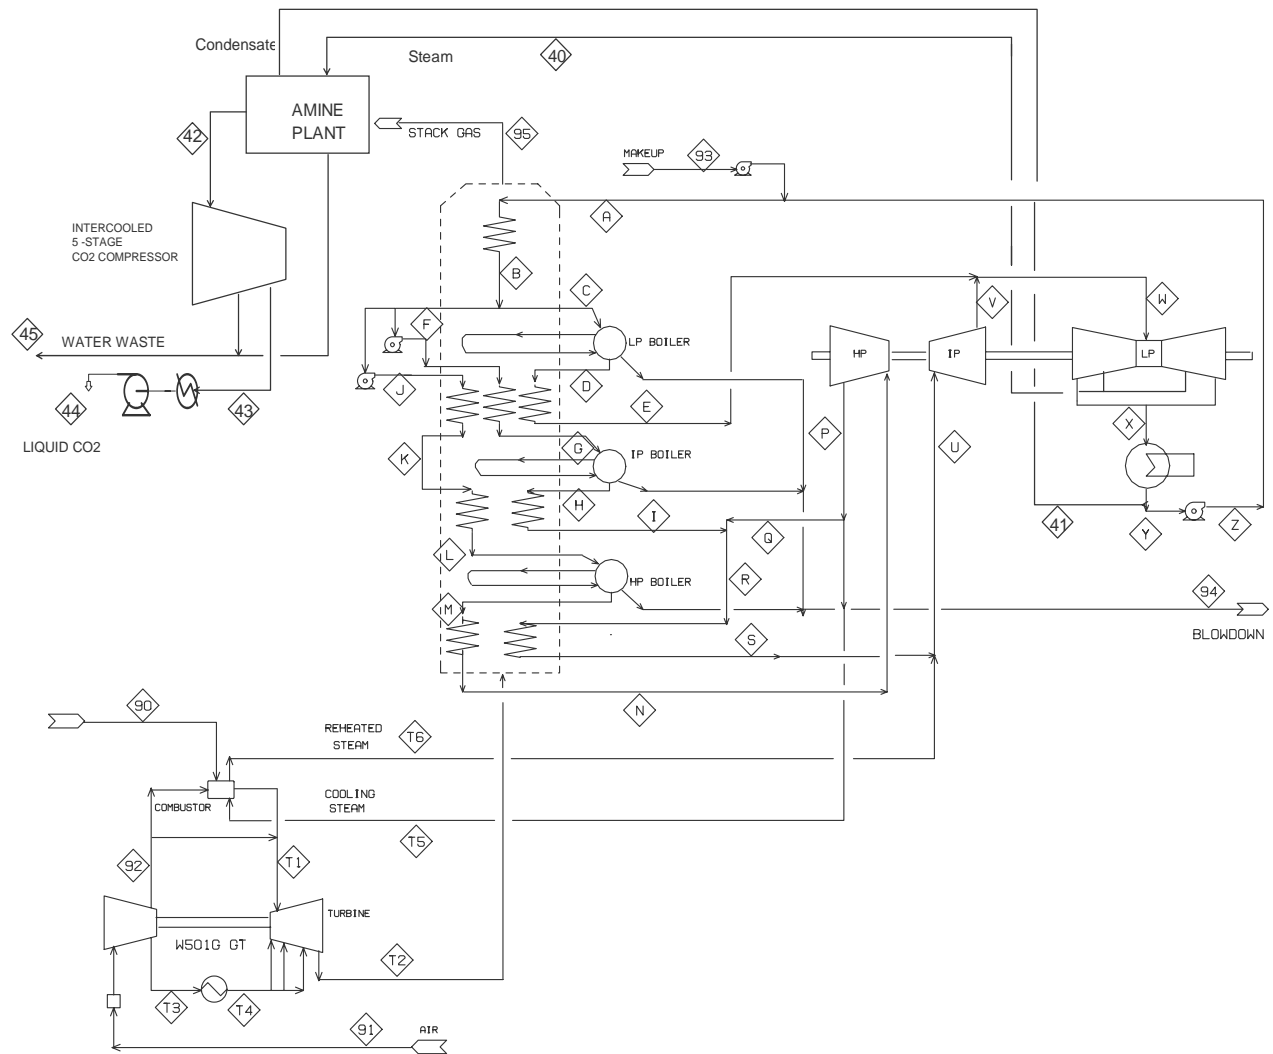 Condensate
Steam
40
AMINE
PLANT
42
STACK GAS
95
MAKEUP
93
A
INTERCOOLED
5 -STAGE
CO2 COMPRESSOR
B
C
F
V
W
45
WATER WASTE
LP BOILER
HP
IP
LP
J
D
E
44
43
LIQUID CO2
K
G
IP BOILER
P
U
X
H
I
Q
41
Y
Z
L
R
HP BOILER
M
94
BLOWDOWN
S
N
90
REHEATED
STEAM
T6
COMBUSTOR
COOLING
STEAM
T5
92
T1
TURBINE
W501G GT
T2
T3
T4
91
AIR